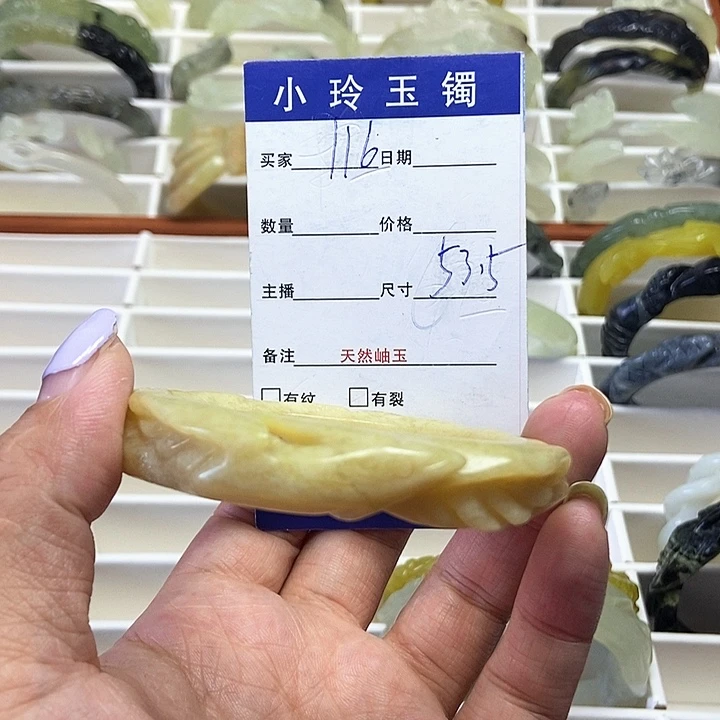 小玲玉镯
买家 116 日期
数量 价格
主播 尺寸 53.5
备注 天然岫玉
□有纹 □有裂